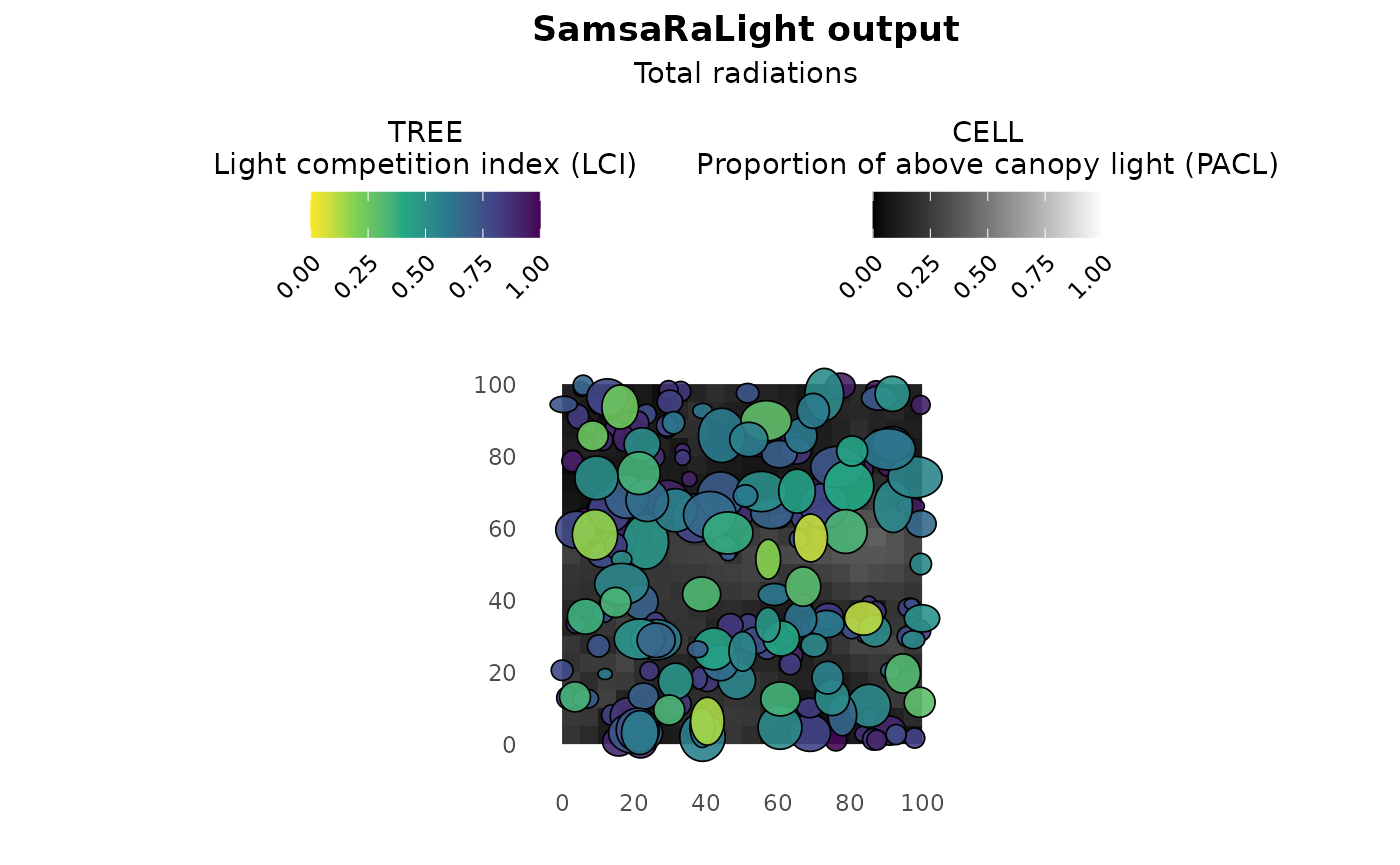 SamsaRaLight output
Total radiations
TREE
Light competition index (LCI)
0.00 0.25 0.50 0.75 1.00
CELL
Proportion of above canopy light (PACL)
0.00 0.25 0.50 0.75 1.00
100
80
60
40
20
0
0 20 40 60 80 100